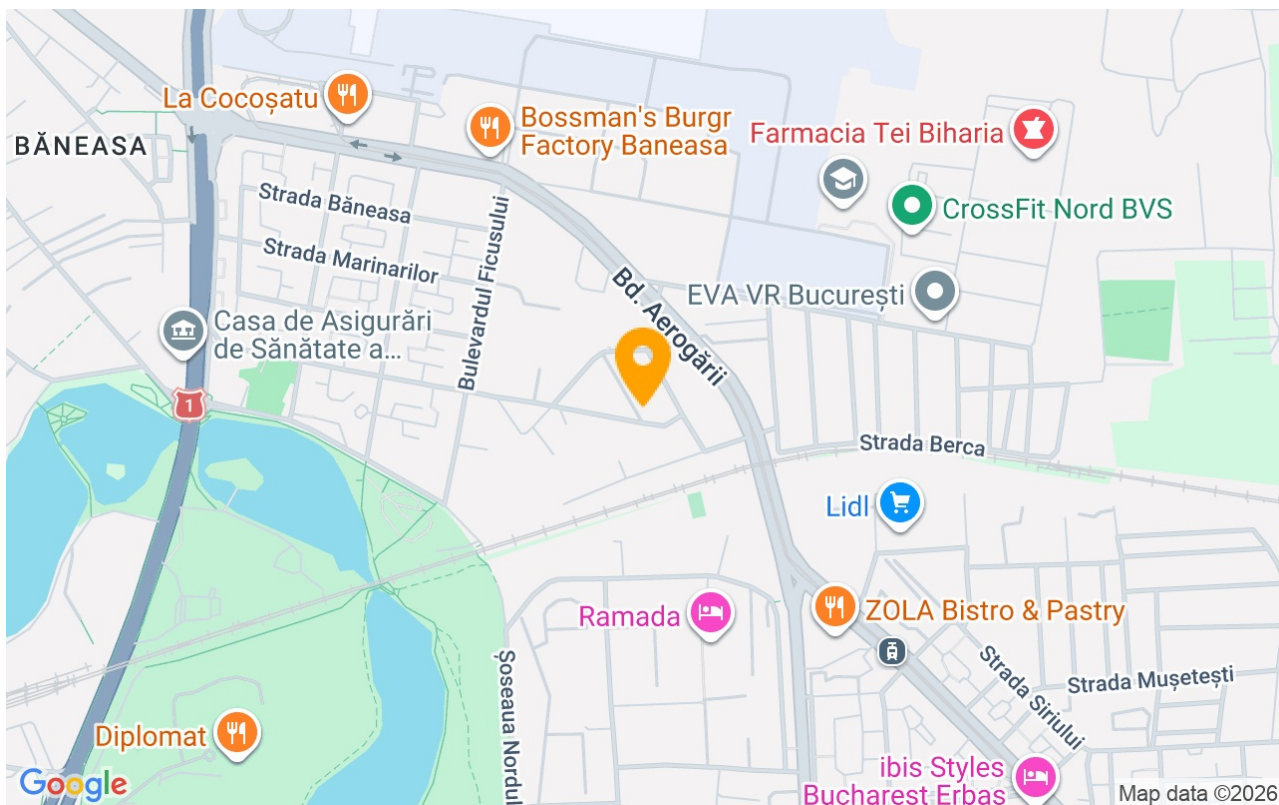 La Cocoșatu
Bossman's Burgr
Factory Baneasa
BĂNEASA
Farmacia Tei Biharia
Strada Băneasa
CrossFit Nord BVS
Strada Marinarilor
Bulevardul Ficusului
Bd. Aerogării
EVA VR București
Casa de Asigurări
de Sănătate a...
1
Strada Berca
Lidl
Ramada
ZOLA Bistro & Pastry
Șoseaua Nordul
Strada Siriului
Strada Mușetești
Diplomat
ibis Styles
Bucharest Erbas
Google
Map data ©2026